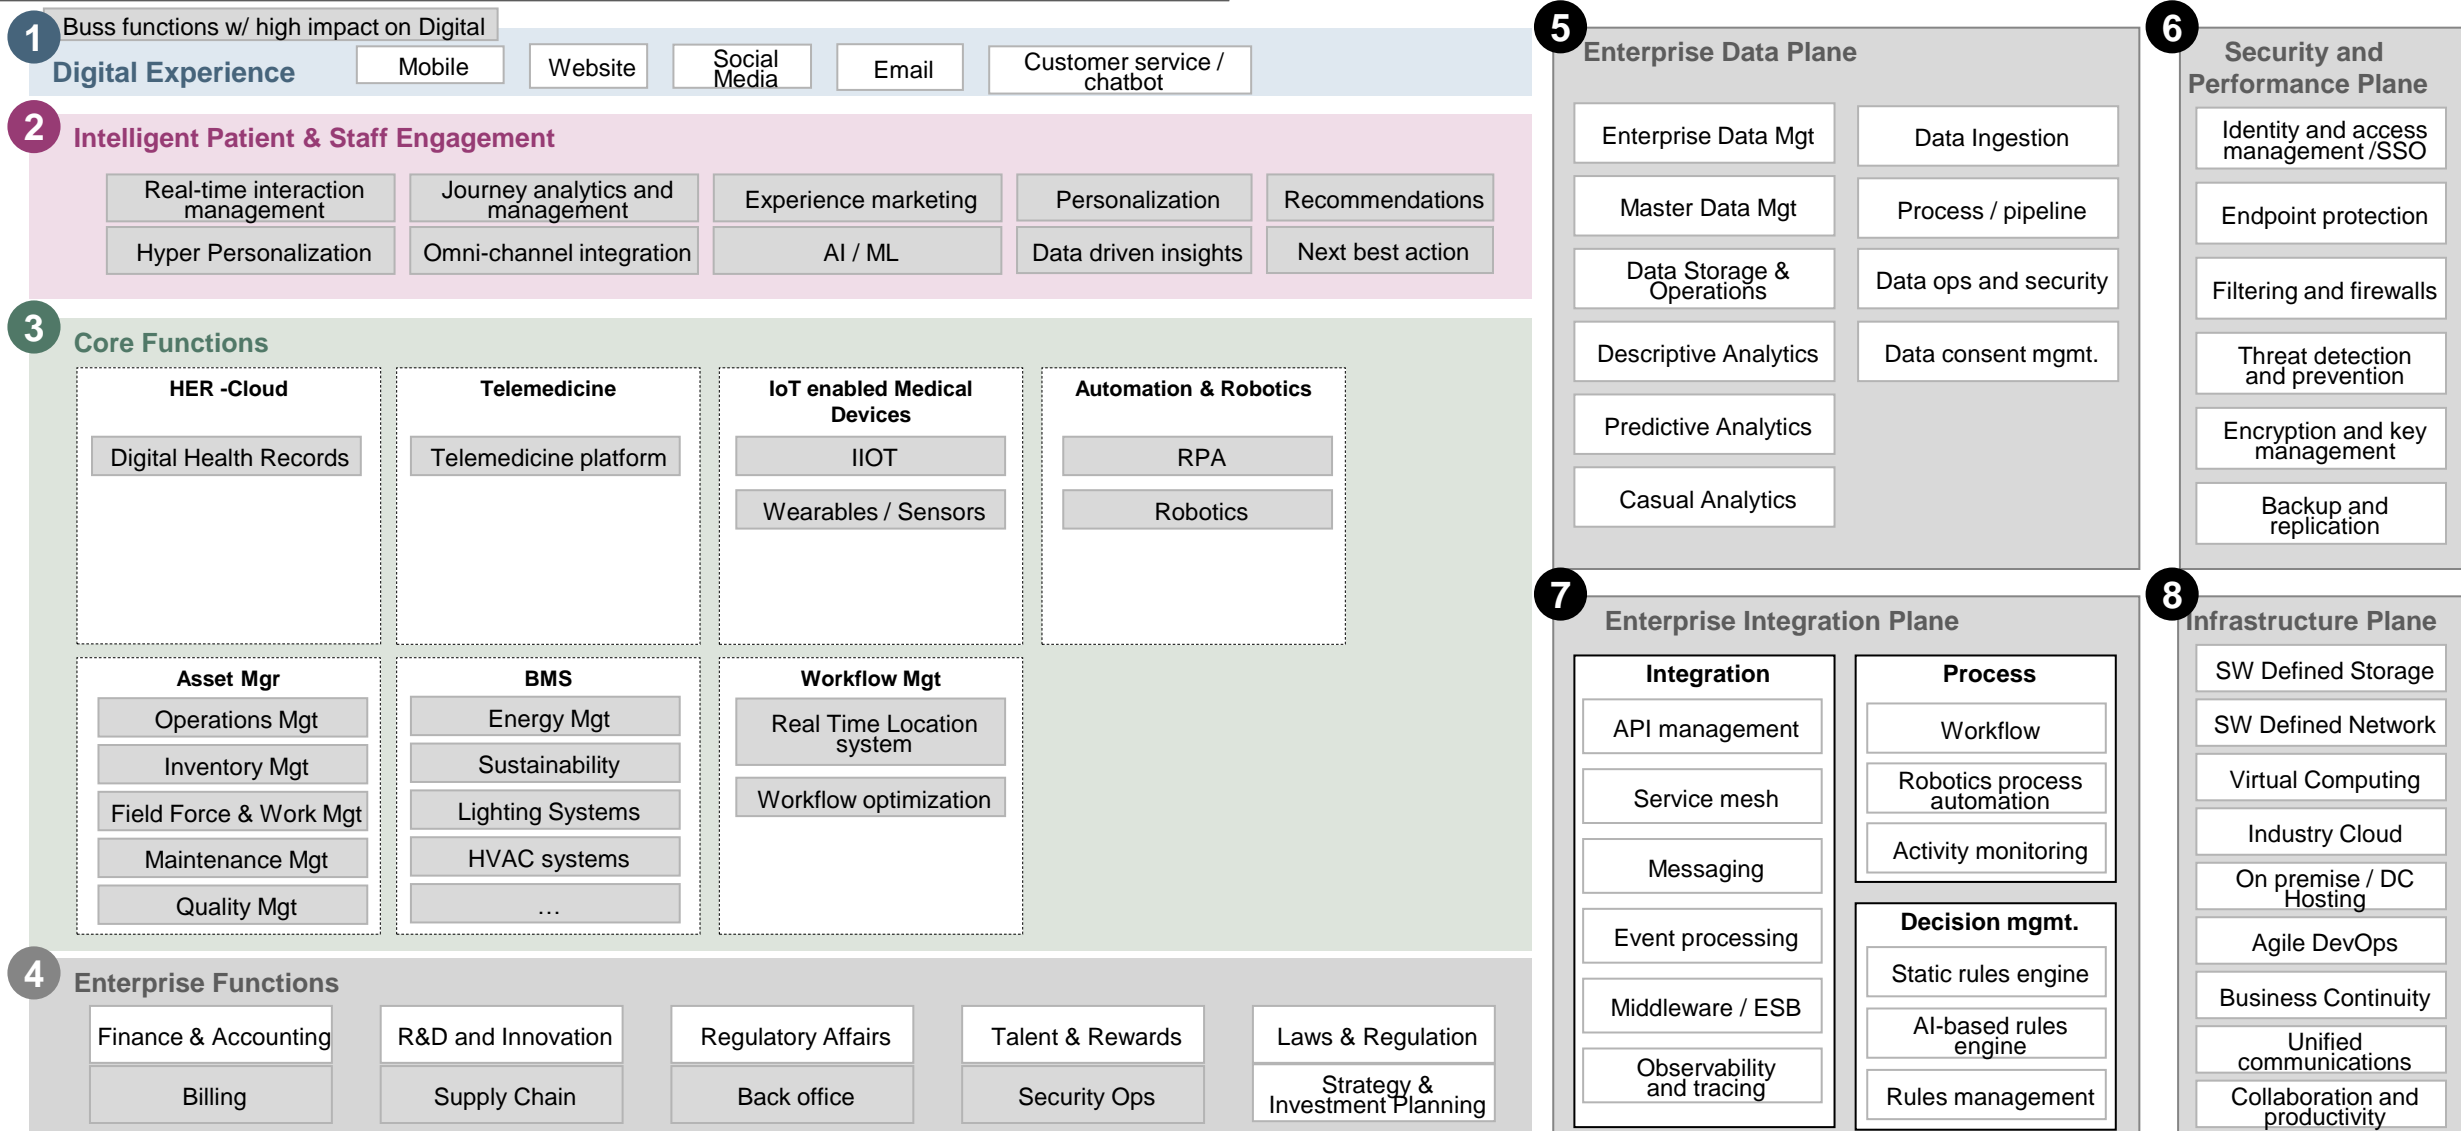 Buss functions w/ high impact on Digital
1
Digital Experience
Mobile
Website
Social
Media
Email
Customer service /
chatbot
2
Intelligent Patient & Staff Engagement
Real-time interaction
management
Journey analytics and
management
Experience marketing
Personalization
Recommendations
Hyper Personalization
Omni-channel integration
AI / ML
Data driven insights
Next best action
3
Core Functions
HER -Cloud
Digital Health Records
Telemedicine
Telemedicine platform
IoT enabled Medical
Devices
IIOT
Wearables / Sensors
Automation & Robotics
RPA
Robotics
Asset Mgr
Operations Mgt
Inventory Mgt
Field Force & Work Mgt
Maintenance Mgt
Quality Mgt
BMS
Energy Mgt
Sustainability
Lighting Systems
HVAC systems
…
Workflow Mgt
Real Time Location
system
Workflow optimization
4
Enterprise Functions
Finance & Accounting
R&D and Innovation
Regulatory Affairs
Talent & Rewards
Laws & Regulation
Billing
Supply Chain
Back office
Security Ops
Strategy &
Investment Planning
5
Enterprise Data Plane
Enterprise Data Mgt
Master Data Mgt
Data Storage &
Operations
Descriptive Analytics
Predictive Analytics
Casual Analytics
Data Ingestion
Process / pipeline
Data ops and security
Data consent mgmt.
6
Security and
Performance Plane
Identity and access
management /SSO
Endpoint protection
Filtering and firewalls
Threat detection
and prevention
Encryption and key
management
Backup and
replication
7
Enterprise Integration Plane
Integration
API management
Service mesh
Messaging
Event processing
Middleware / ESB
Observability
and tracing
Process
Workflow
Robotics process
automation
Activity monitoring
Decision mgmt.
Static rules engine
AI-based rules
engine
Rules management
8
Infrastructure Plane
SW Defined Storage
SW Defined Network
Virtual Computing
Industry Cloud
On premise / DC
Hosting
Agile DevOps
Business Continuity
Unified
communications
Collaboration and
productivity